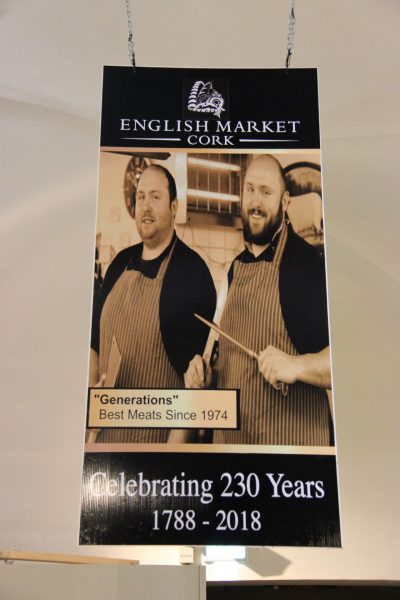 ENGLISH MARKET
CORK
"Generations"
Best Meats Since 1974
Celebrating 230 Years
1788 - 2018